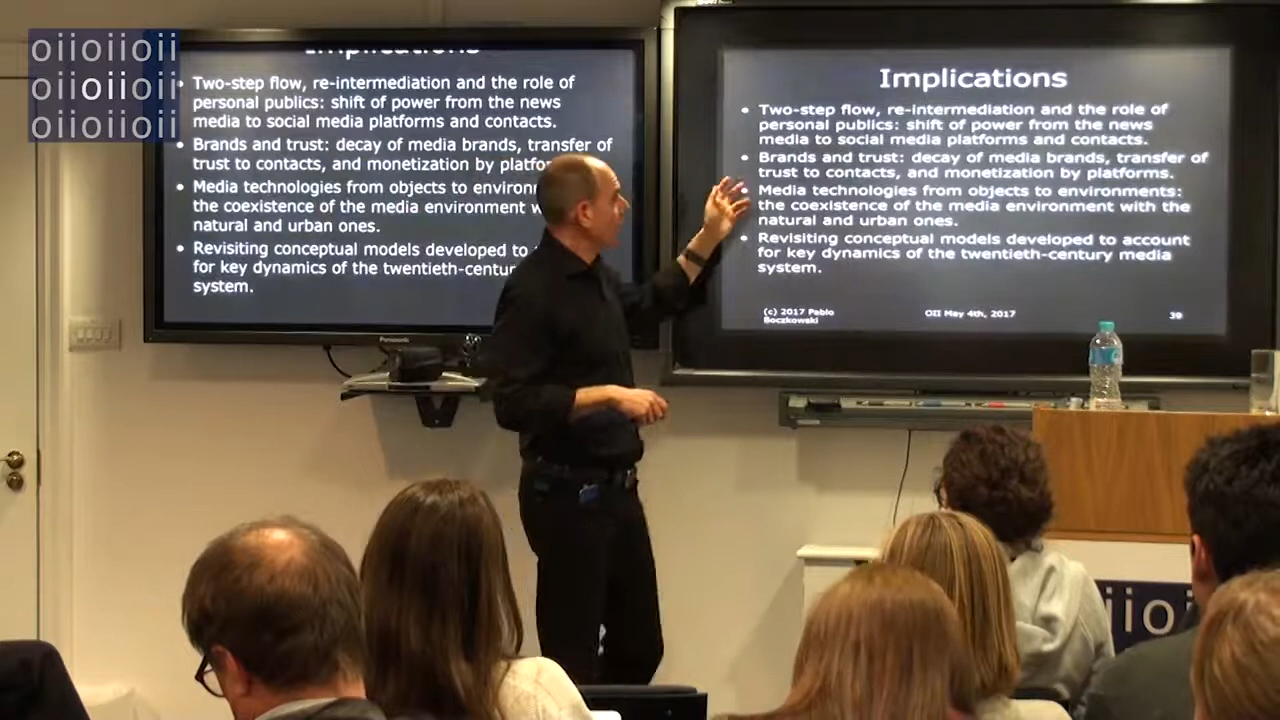 oiioiioii
oiioiioii
oiioiioii
Implications
• Two-step flow, re-intermediation and the role of
personal publics: shift of power from the news
media to social media platforms and contacts.
• Brands and trust: decay of media brands, transfer of
trust to contacts, and monetization by platfor
• Media technologies from objects to environ
the coexistence of the media environment w
natural and urban ones.
• Revisiting conceptual models developed to
for key dynamics of the twentieth-century
system.
Panasonic
Implications
• Two-step flow, re-intermediation and the role of
personal publics: shift of power from the news
media to social media platforms and contacts.
• Brands and trust: decay of media brands, transfer of
trust to contacts, and monetization by platforms.
• Media technologies from objects to environments:
the coexistence of the media environment with the
natural and urban ones.
• Revisiting conceptual models developed to account
for key dynamics of the twentieth-century media
system.
(c) 2017 Pablo
Boczkowski
OII May 4th, 2017
39
iioi